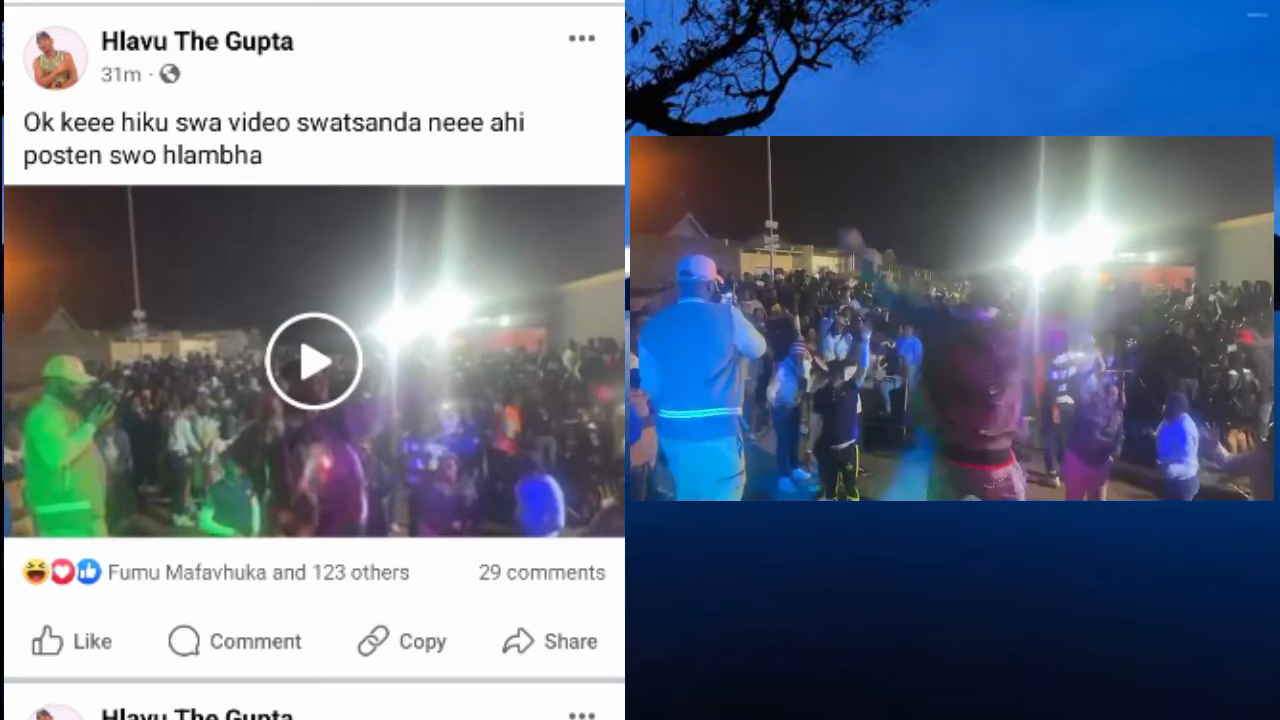 Hlavu The Gupta
31m ·
Ok keee hiku swa video swatsanda neee ahi
posten swo hlambha
Fumu Mafavhuka and 123 others
29 comments
Like
Comment
Copy
Share
Hlavu The Gupta